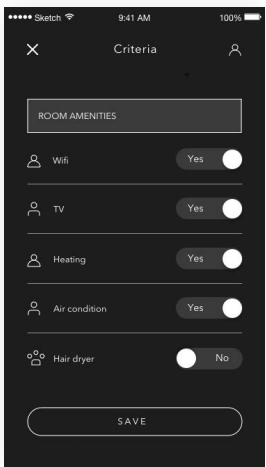 Sketch 9:41 AM 100%
Criteria
ROOM AMENITIES
Wifi Yes
TV Yes
Heating Yes
Air condition Yes
Hair dryer No
SAVE